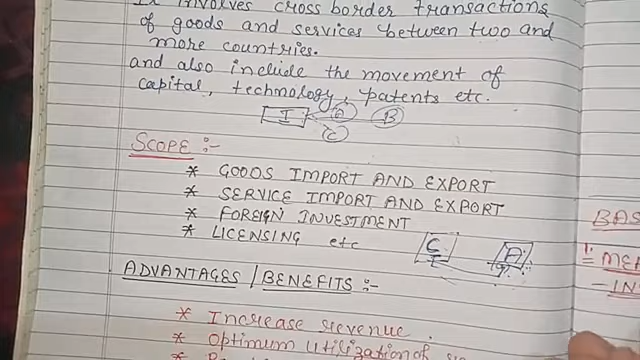 It involves cross border transactions
of goods and services between two and
more countries.
and also include the movement of
capital, technology, patents etc.
I
B
C
SCOPE :-
* GOODS IMPORT AND EXPORT
* SERVICE IMPORT AND EXPORT
* FOREIGN INVESTMENT
* LICENSING etc
C
A
ADVANTAGES / BENEFITS :-
* Increase revenue.
* Optimum utilization of
BAS
1. MEA
- IN